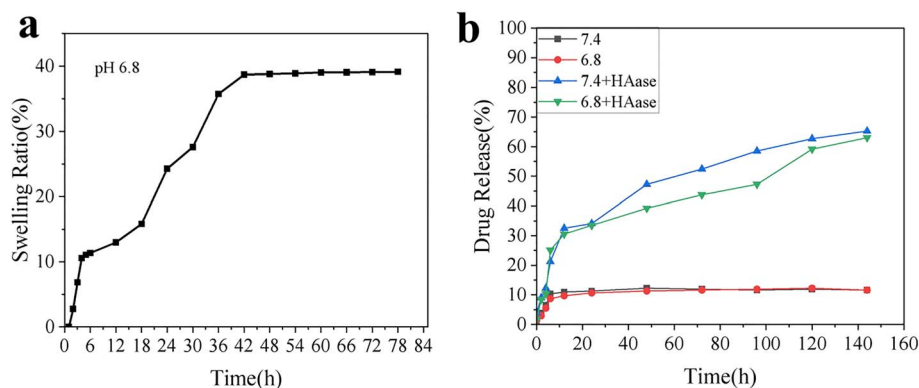 a
pH 6.8
Swelling Ratio(%)
40
30
20
10
0
0 6 12 18 24 30 36 42 48 54 60 66 72 78 84
Time(h)
b
7.4
6.8
7.4+HAase
6.8+HAase
Drug Release(%)
100
90
80
70
60
50
40
30
20
10
0
0 20 40 60 80 100 120 140 160
Time(h)